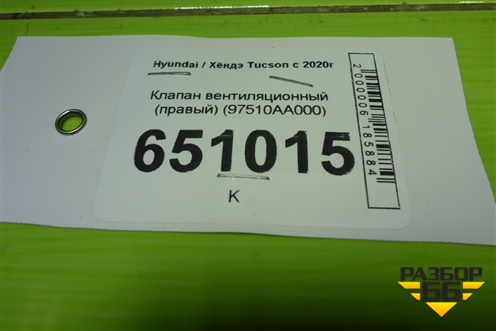 Hyundai / Хёндэ Tucson с 2020г
Клапан вентиляционный
(правый) (97510AA000)
651015
К
2000006185884
РАЗБОР
66